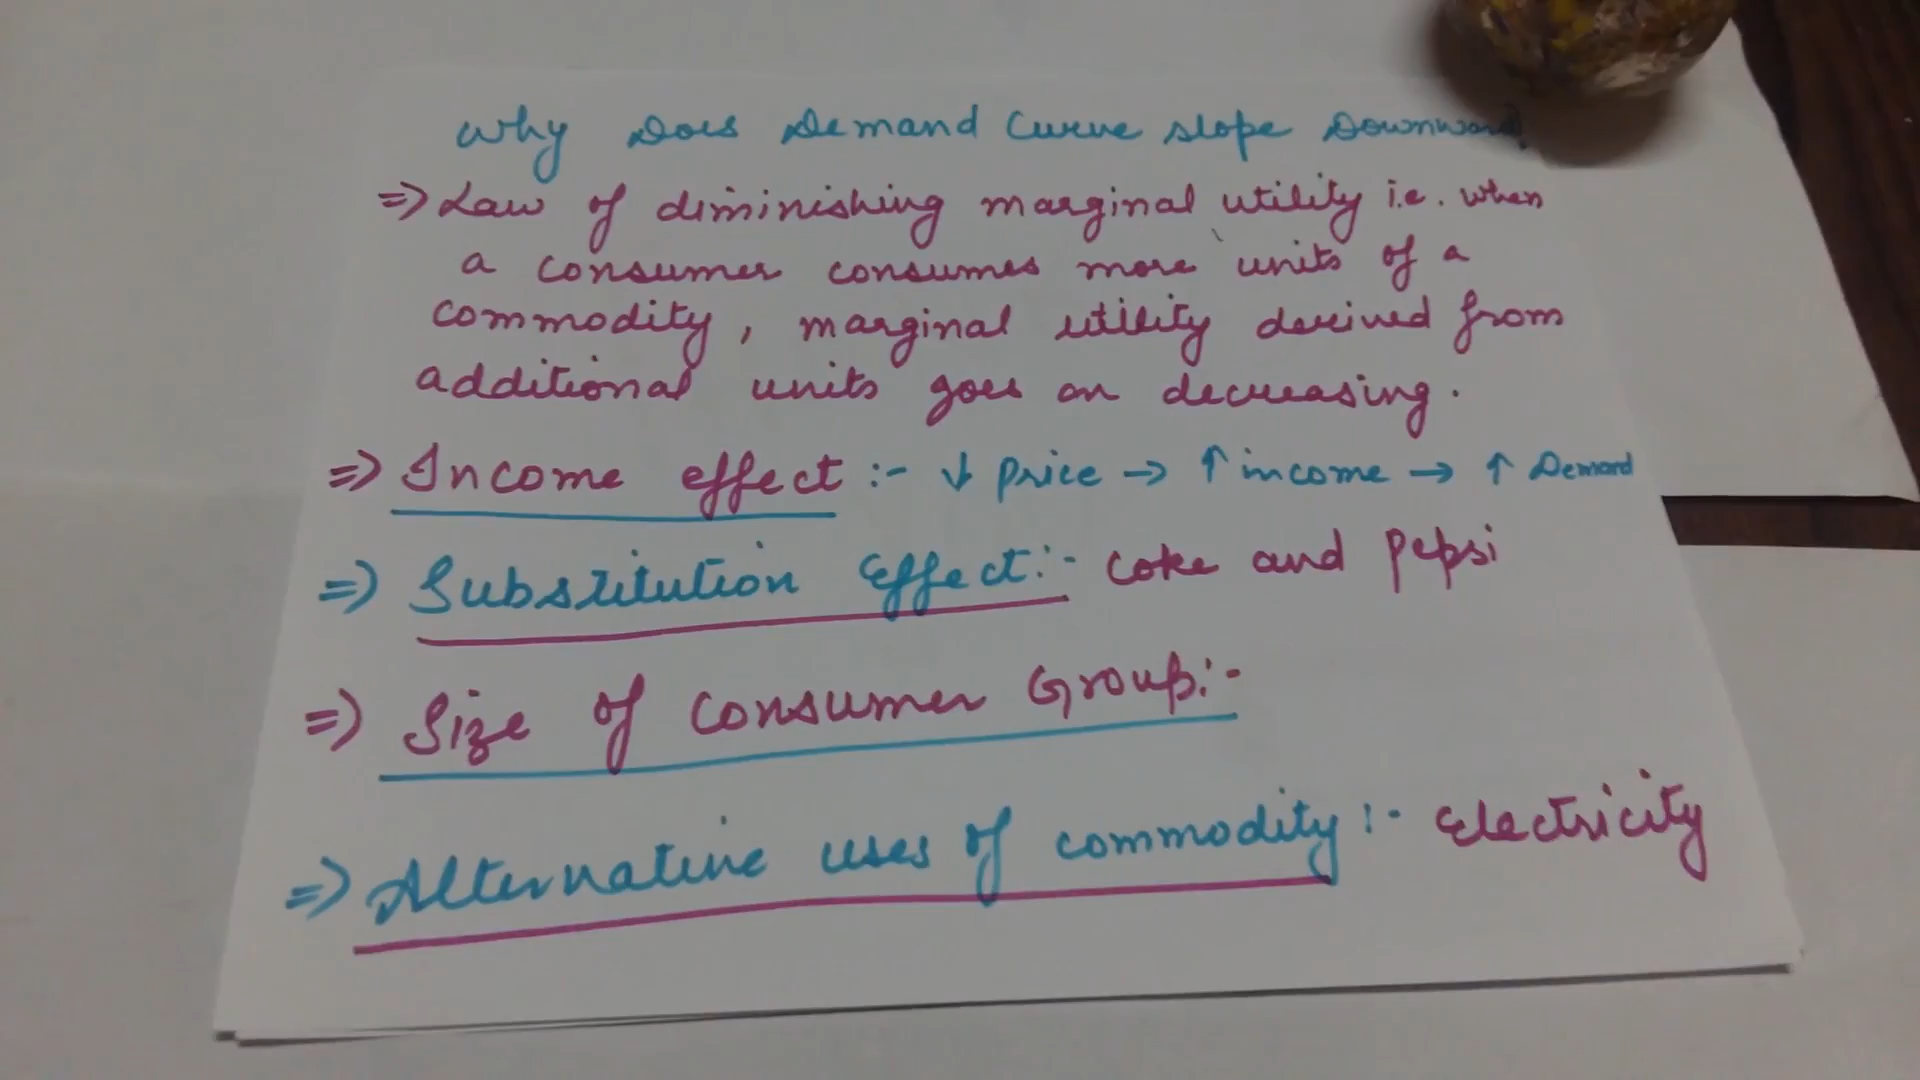 Why Does Demand Curve slope Downward
=> Law of diminishing marginal utility i.e. when
a consumer consumes more units of a
commodity, marginal utility derived from
additional units goes on decreasing.
=> Income effect :- ↓ Price → ↑ income → ↑ Demand
=> Substitution Effect:- Coke and Pepsi
=> Size of Consumer Group:-
=> Alternative uses of commodity :- Electricity